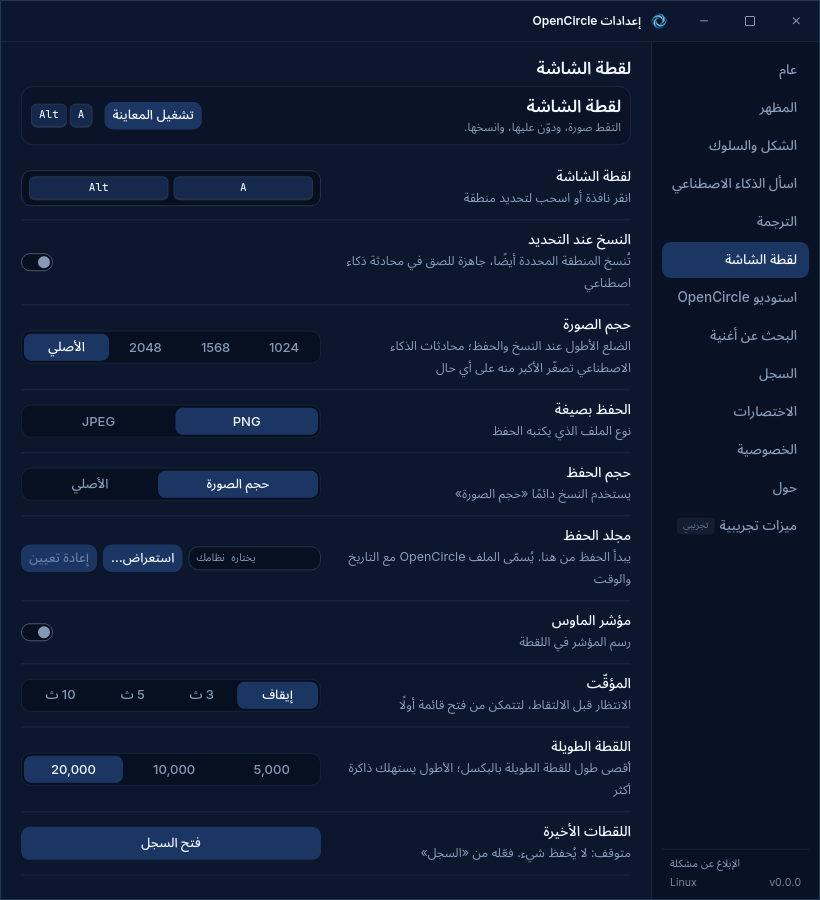 إعدادات OpenCircle
عام
المظهر
الشكل والسلوك
اسأل الذكاء الاصطناعي
الترجمة
لقطة الشاشة
استوديو OpenCircle
البحث عن أغنية
السجل
الاختصارات
الخصوصية
حول
ميزات تجريبية تجريبي
الإبلاغ عن مشكلة
Linux v0.0.0
لقطة الشاشة
لقطة الشاشة
التقط صورة، ودوّن عليها، وانسخها.
تشغيل المعاينة
Alt A
لقطة الشاشة
انقر نافذة أو اسحب لتحديد منطقة
Alt A
النسخ عند التحديد
تُنسخ المنطقة المحددة أيضًا، جاهزة للصق في محادثة ذكاء
اصطناعي
حجم الصورة
الضلع الأطول عند النسخ والحفظ؛ محادثات الذكاء
الاصطناعي تصغّر الأكبر منه على أي حال
1024 1568 2048 الأصلي
الحفظ بصيغة
نوع الملف الذي يكتبه الحفظ
PNG JPEG
حجم الحفظ
يستخدم النسخ دائمًا «حجم الصورة»
حجم الصورة الأصلي
مجلد الحفظ
يبدأ الحفظ من هنا. يُسمّى الملف OpenCircle مع التاريخ
والوقت
يختاره نظامك استعراض... إعادة تعيين
مؤشر الماوس
رسم المؤشر في اللقطة
المؤقّت
الانتظار قبل الالتقاط، لتتمكن من فتح قائمة أولًا
إيقاف 3 ث 5 ث 10 ث
اللقطة الطويلة
أقصى طول للقطة الطويلة بالبكسل؛ الأطول يستهلك ذاكرة
أكثر
5,000 10,000 20,000
اللقطات الأخيرة
متوقف: لا يُحفظ شيء. فعّله من «السجل»
فتح السجل